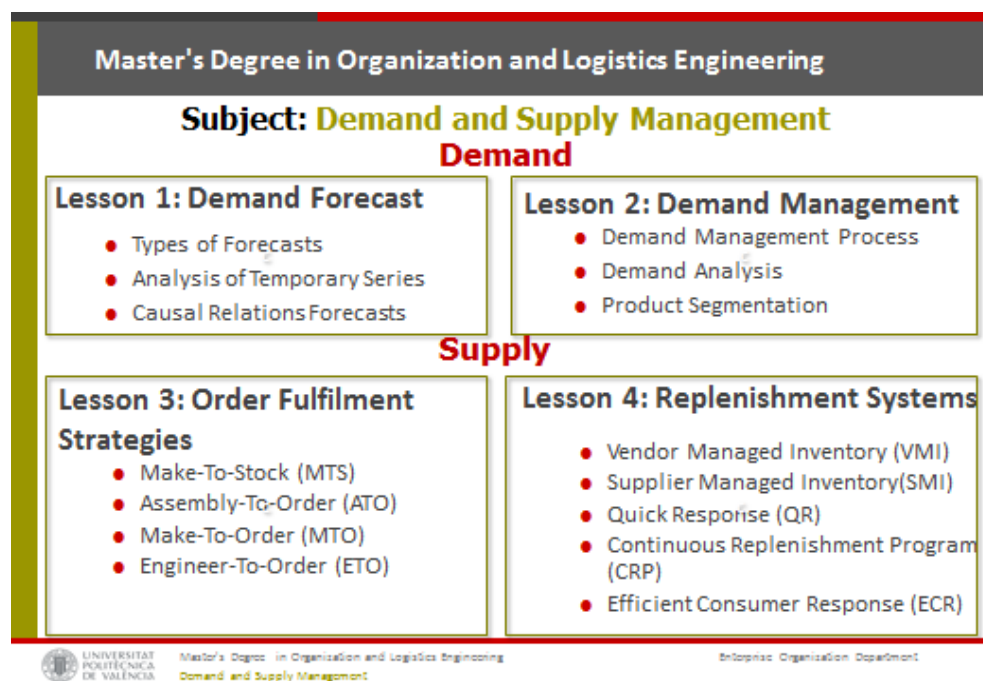 Master's Degree in Organization and Logistics Engineering
Subject: Demand and Supply Management
Demand
Lesson 1: Demand Forecast
• Types of Forecasts
• Analysis of Temporary Series
• Causal Relations Forecasts
Lesson 2: Demand Management
• Demand Management Process
• Demand Analysis
• Product Segmentation
Supply
Lesson 3: Order Fulfilment
Strategies
• Make-To-Stock (MTS)
• Assembly-To-Order (ATO)
• Make-To-Order (MTO)
• Engineer-To-Order (ETO)
Lesson 4: Replenishment Systems
• Vendor Managed Inventory (VMI)
• Supplier Managed Inventory(SMI)
• Quick Response (QR)
• Continuous Replenishment Program
(CRP)
• Efficient Consumer Response (ECR)
UNIVERSITAT
POLITÈCNICA
DE VALÈNCIA
Master's Degree in Organization and Logistics Engineering
Demand and Supply Management
Enterprise Organization Department